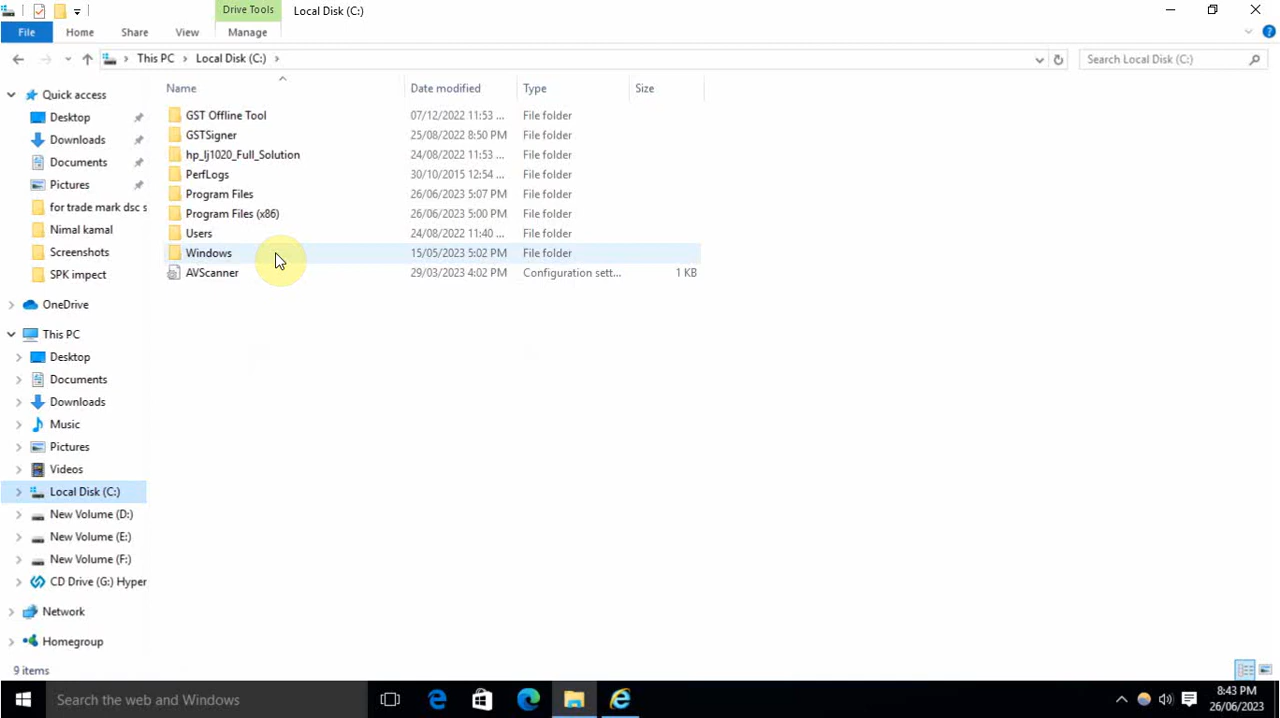 Drive Tools
Local Disk (C:)
File Home Share View Manage
This PC Local Disk (C:)
Search Local Disk (C:)
Name Date modified Type Size
GST Offline Tool 07/12/2022 11:53 ... File folder
GSTSigner 25/08/2022 8:50 PM File folder
hp_lj1020_Full_Solution 24/08/2022 11:53 ... File folder
PerfLogs 30/10/2015 12:54 ... File folder
Program Files 26/06/2023 5:07 PM File folder
Program Files (x86) 26/06/2023 5:00 PM File folder
Users 24/08/2022 11:40 ... File folder
Windows 15/05/2023 5:02 PM File folder
AVScanner 29/03/2023 4:02 PM Configuration sett... 1 KB
Quick access
Desktop
Downloads
Documents
Pictures
for trade mark dsc s
Nimal kamal
Screenshots
SPK impect
OneDrive
This PC
Desktop
Documents
Downloads
Music
Pictures
Videos
Local Disk (C:)
New Volume (D:)
New Volume (E:)
New Volume (F:)
CD Drive (G:) Hyper
Network
Homegroup
9 items
Search the web and Windows
8:43 PM
26/06/2023